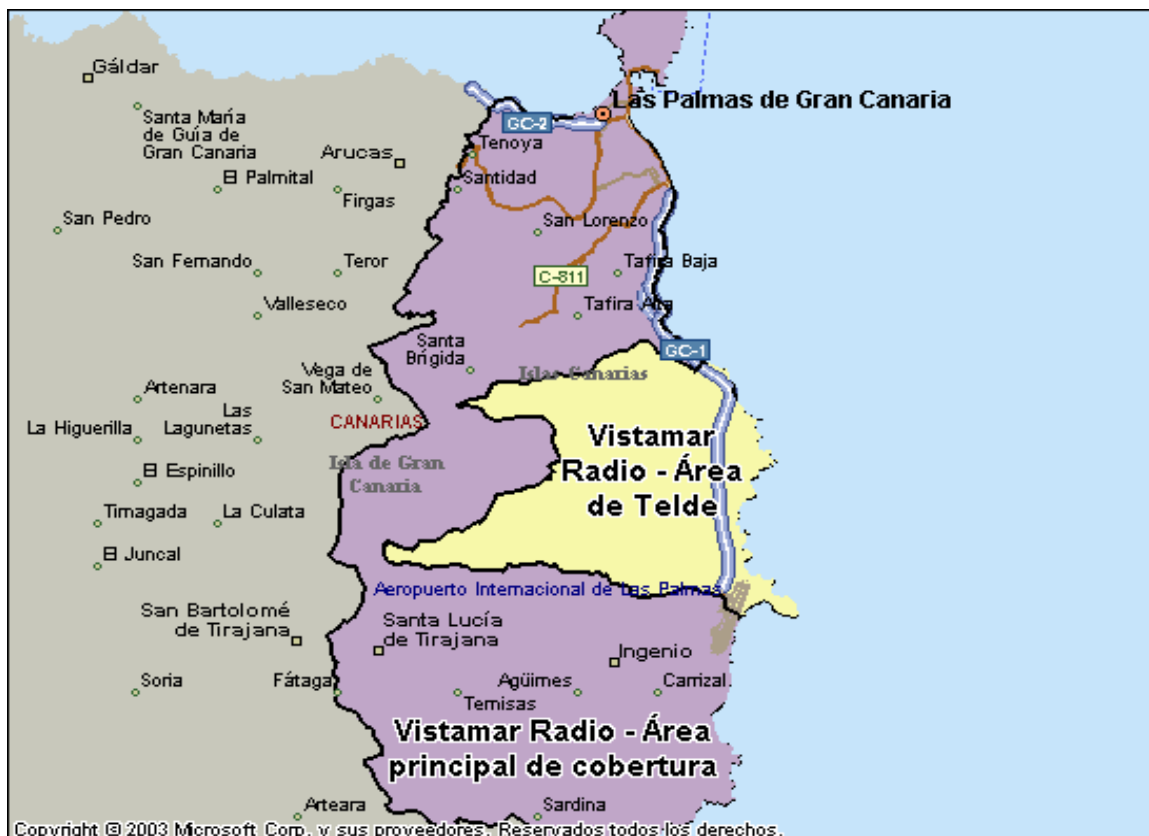 Gáldar
Santa María
de Guía de
Gran Canaria
Las Palmas de Gran Canaria
GC-2
Arucas
Tenoya
El Palmital
Firgas
Santidad
San Pedro
San Lorenzo
San Fernando
Teror
C-811
Tafira Baja
Valleseco
Tafira Alta
Santa
Brígida
GC-1
Vega de
San Mateo
Islas Canarias
Artenara
Las
Lagunetas
La Higuerilla
CANARIAS
Vistamar
Radio - Área
de Telde
Isla de Gran
Canaria
El Espinillo
Timagada
La Culata
El Juncal
Aeropuerto Internacional de Las Palmas
San Bartolomé
de Tirajana
Santa Lucía
de Tirajana
Ingenio
Soria
Fátaga
Temisas
Agüimes
Carrizal
Vistamar Radio - Área
principal de cobertura
Arteara
Sardina
Copyright © 2003 Microsoft Corp. y sus proveedores. Reservados todos los derechos.